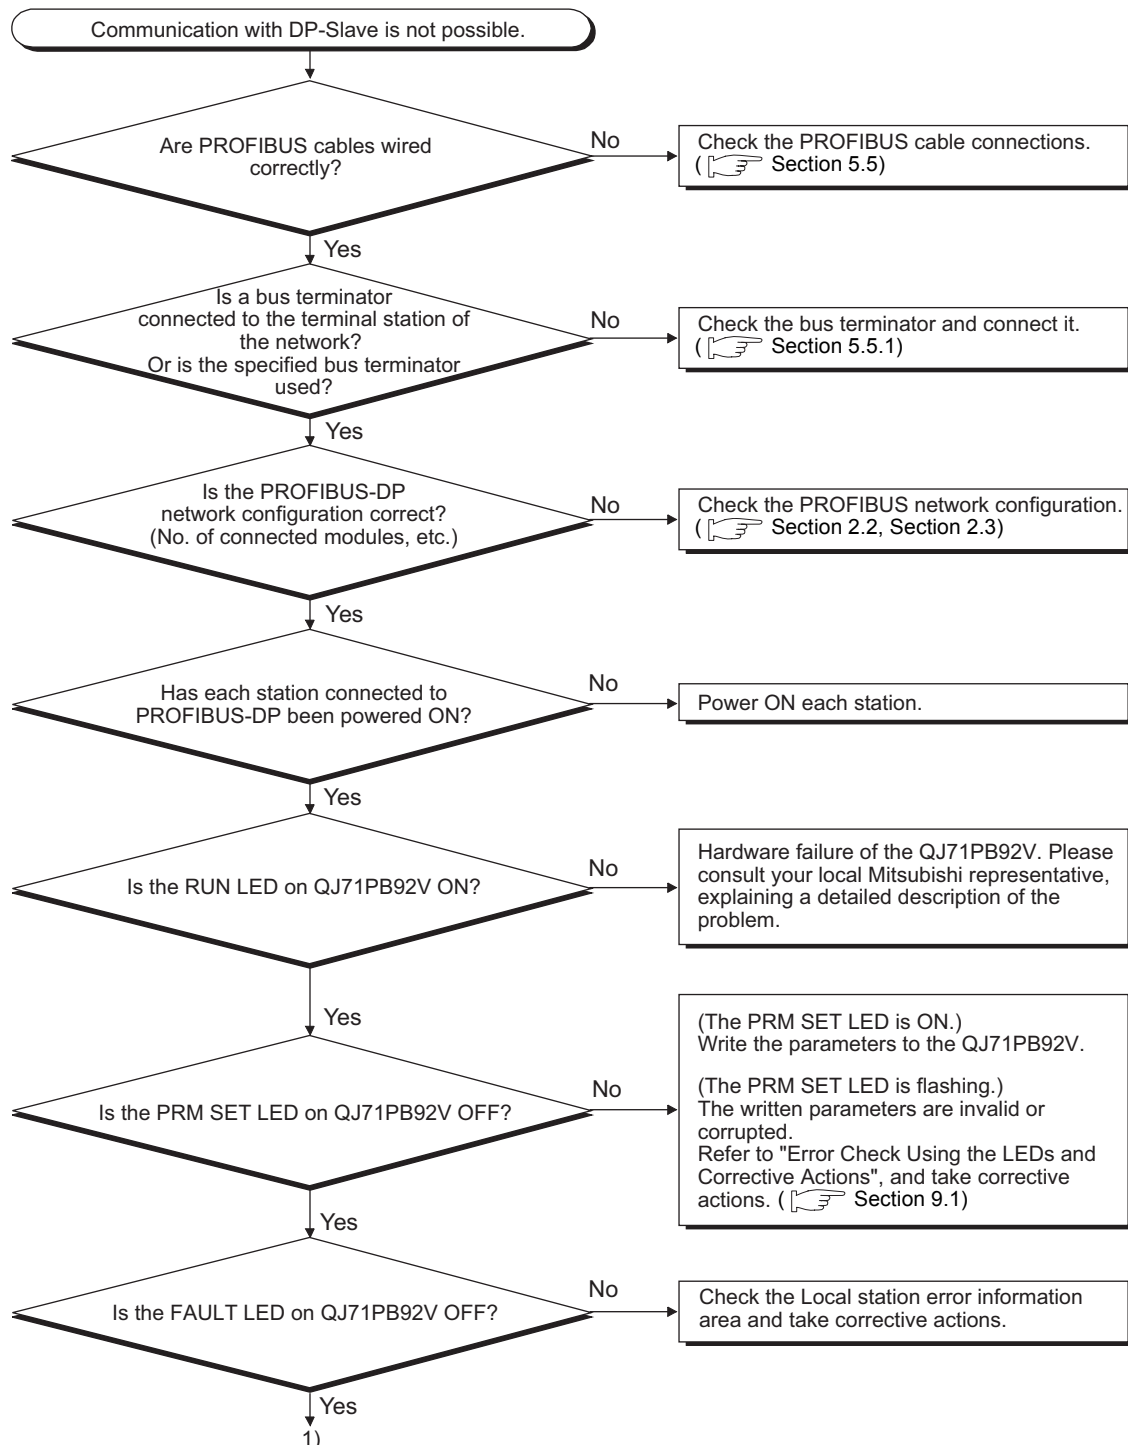 Communication with DP-Slave is not possible.
Are PROFIBUS cables wired
correctly?
No
Check the PROFIBUS cable connections.
( Section 5.5)
Yes
Is a bus terminator
connected to the terminal station of
the network?
Or is the specified bus terminator
used?
No
Check the bus terminator and connect it.
( Section 5.5.1)
Yes
Is the PROFIBUS-DP
network configuration correct?
(No. of connected modules, etc.)
No
Check the PROFIBUS network configuration.
( Section 2.2, Section 2.3)
Yes
Has each station connected to
PROFIBUS-DP been powered ON?
No
Power ON each station.
Yes
Is the RUN LED on QJ71PB92V ON?
No
Hardware failure of the QJ71PB92V. Please
consult your local Mitsubishi representative,
explaining a detailed description of the
problem.
Yes
Is the PRM SET LED on QJ71PB92V OFF?
No
(The PRM SET LED is ON.)
Write the parameters to the QJ71PB92V.
(The PRM SET LED is flashing.)
The written parameters are invalid or
corrupted.
Refer to "Error Check Using the LEDs and
Corrective Actions", and take corrective
actions. ( Section 9.1)
Yes
Is the FAULT LED on QJ71PB92V OFF?
No
Check the Local station error information
area and take corrective actions.
Yes
1)